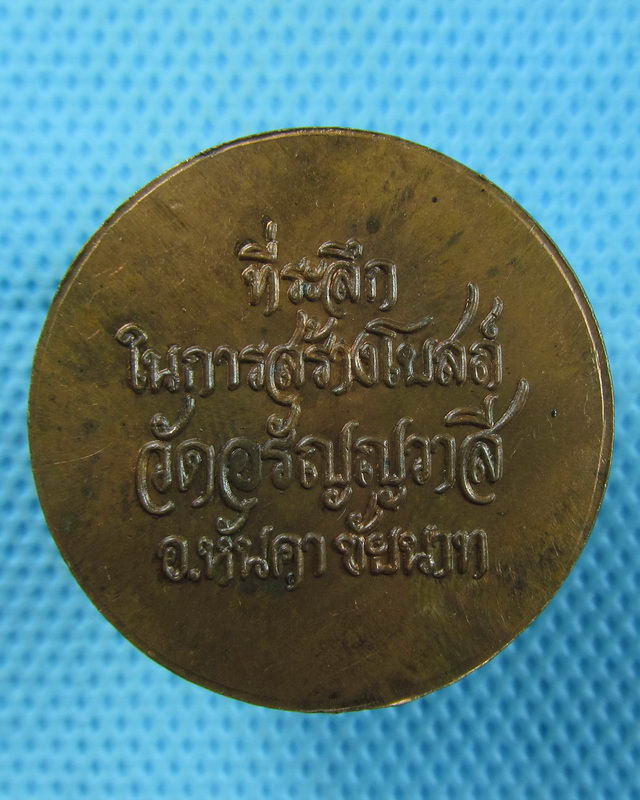 ที่ระลึก
ในการสร้างโบสถ์
วัดอรัญญวาสี
อ.หันคา ชัยนาท